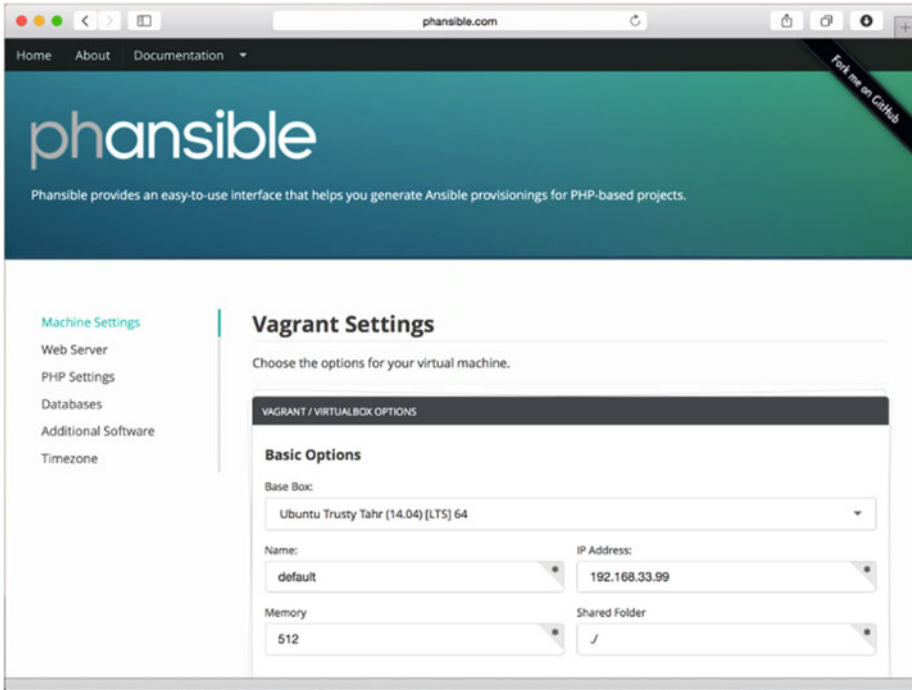 phansible.com
Home About Documentation
Fork me on GitHub
phansible
Phansible provides an easy-to-use interface that helps you generate Ansible provisionings for PHP-based projects.
Machine Settings
Web Server
PHP Settings
Databases
Additional Software
Timezone
Vagrant Settings
Choose the options for your virtual machine.
VAGRANT / VIRTUALBOX OPTIONS
Basic Options
Base Box:
Ubuntu Trusty Tahr (14.04) [LTS] 64
Name: IP Address:
default 192.168.33.99
Memory Shared Folder
512 ./